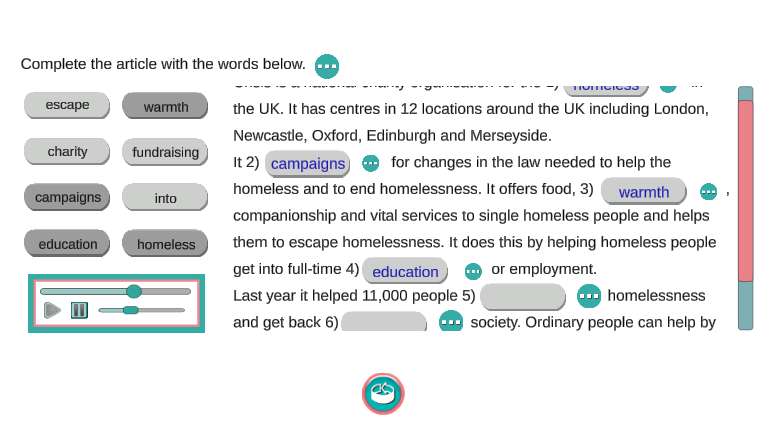 Complete the article with the words below.
escape
warmth
charity
fundraising
campaigns
into
education
homeless
homeless
the UK. It has centres in 12 locations around the UK including London,
Newcastle, Oxford, Edinburgh and Merseyside.
It 2) campaigns for changes in the law needed to help the
homeless and to end homelessness. It offers food, 3) warmth ,
companionship and vital services to single homeless people and helps
them to escape homelessness. It does this by helping homeless people
get into full-time 4) education or employment.
Last year it helped 11,000 people 5) homelessness
and get back 6) society. Ordinary people can help by